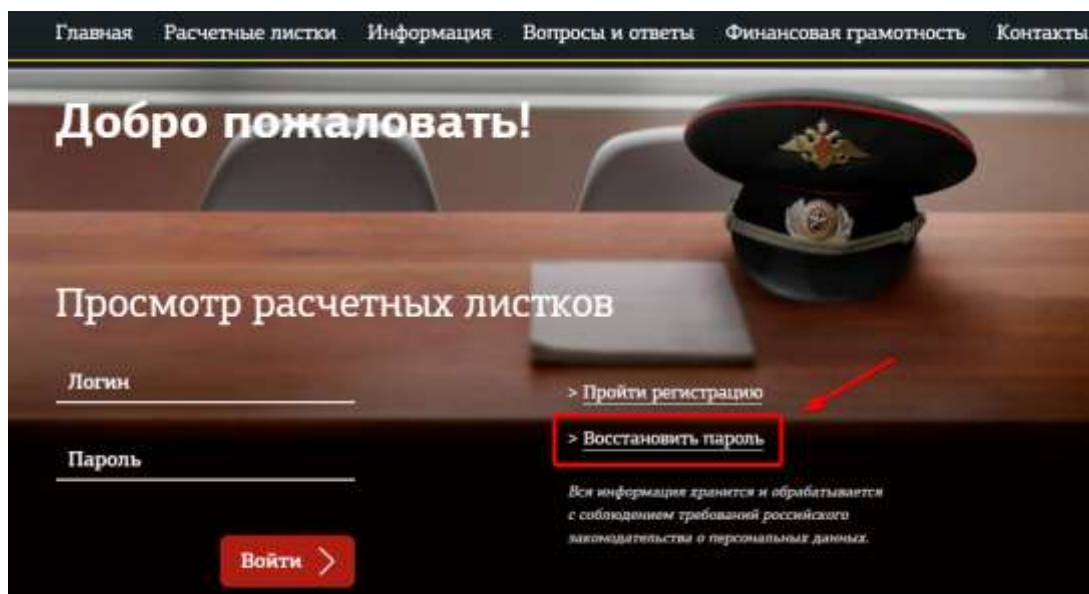 Главная Расчетные листки Информация Вопросы и ответы Финансовая грамотность Контакты
Добро пожаловать!
Просмотр расчетных листков
Логин
> Пройти регистрацию
> Восстановить пароль
Пароль
Вся информация хранится и обрабатывается
с соблюдением требований российского
законодательства о персональных данных.
Войти